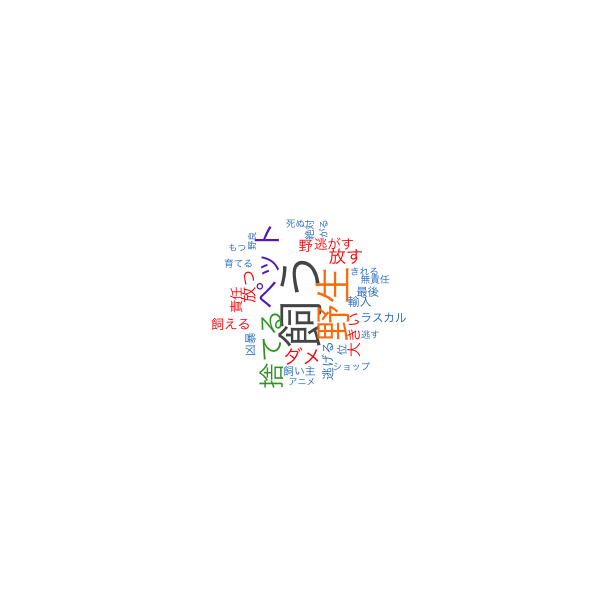 飼う
野生
ペット
捨てる
ダメ
放す
逃がす
野
放っ
責任
飼える
大きい
死ぬ
絶対
がる
野良
もつ
育てる
凶暴
飼い主
アニメ
逃げる
位
ショップ
逃す
ラスカル
輸入
最後
無責任
きれる